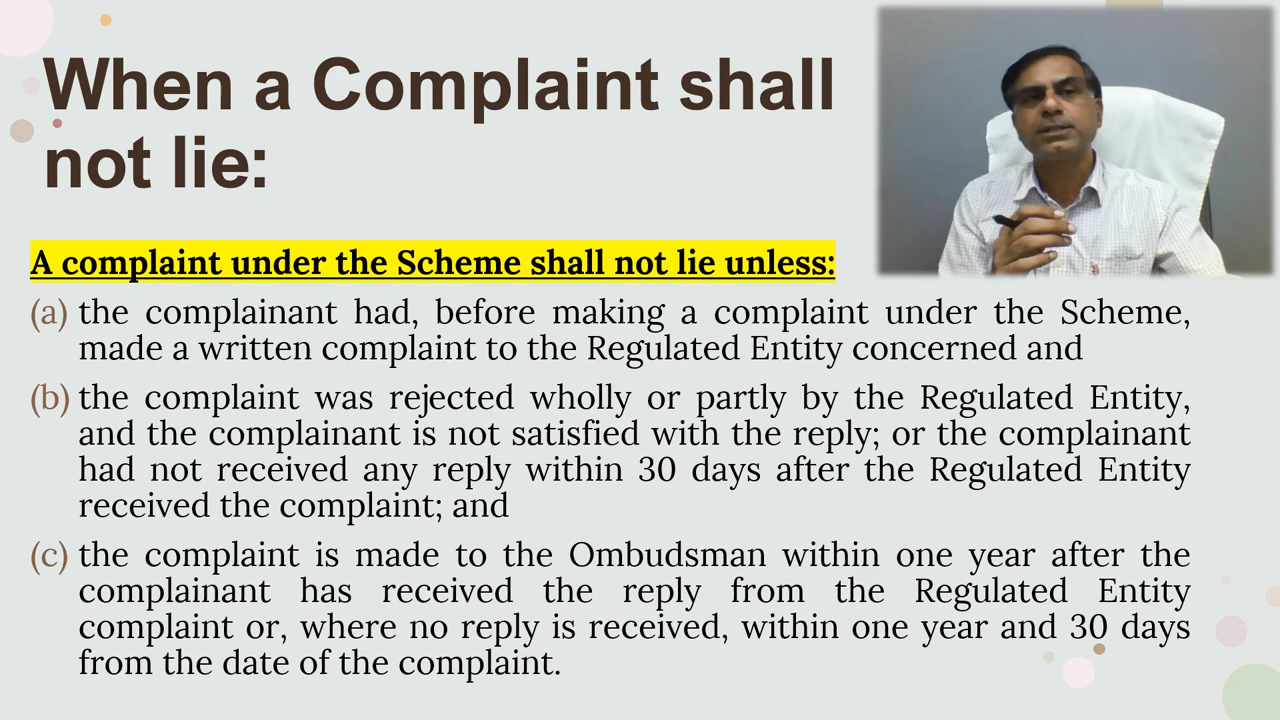 When a Complaint shall
not lie:
A complaint under the Scheme shall not lie unless:
(a) the complainant had, before making a complaint under the Scheme,
made a written complaint to the Regulated Entity concerned and
(b) the complaint was rejected wholly or partly by the Regulated Entity,
and the complainant is not satisfied with the reply; or the complainant
had not received any reply within 30 days after the Regulated Entity
received the complaint; and
(c) the complaint is made to the Ombudsman within one year after the
complainant has received the reply from the Regulated Entity
complaint or, where no reply is received, within one year and 30 days
from the date of the complaint.